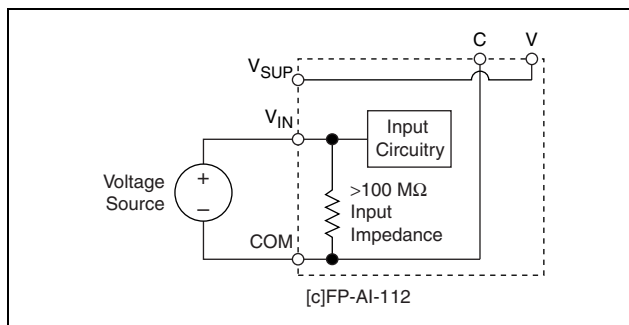 C V
VSUP
VIN
Input
Circuitry
Voltage
Source
+
–
>100 MΩ
Input
Impedance
COM
[c]FP-AI-112